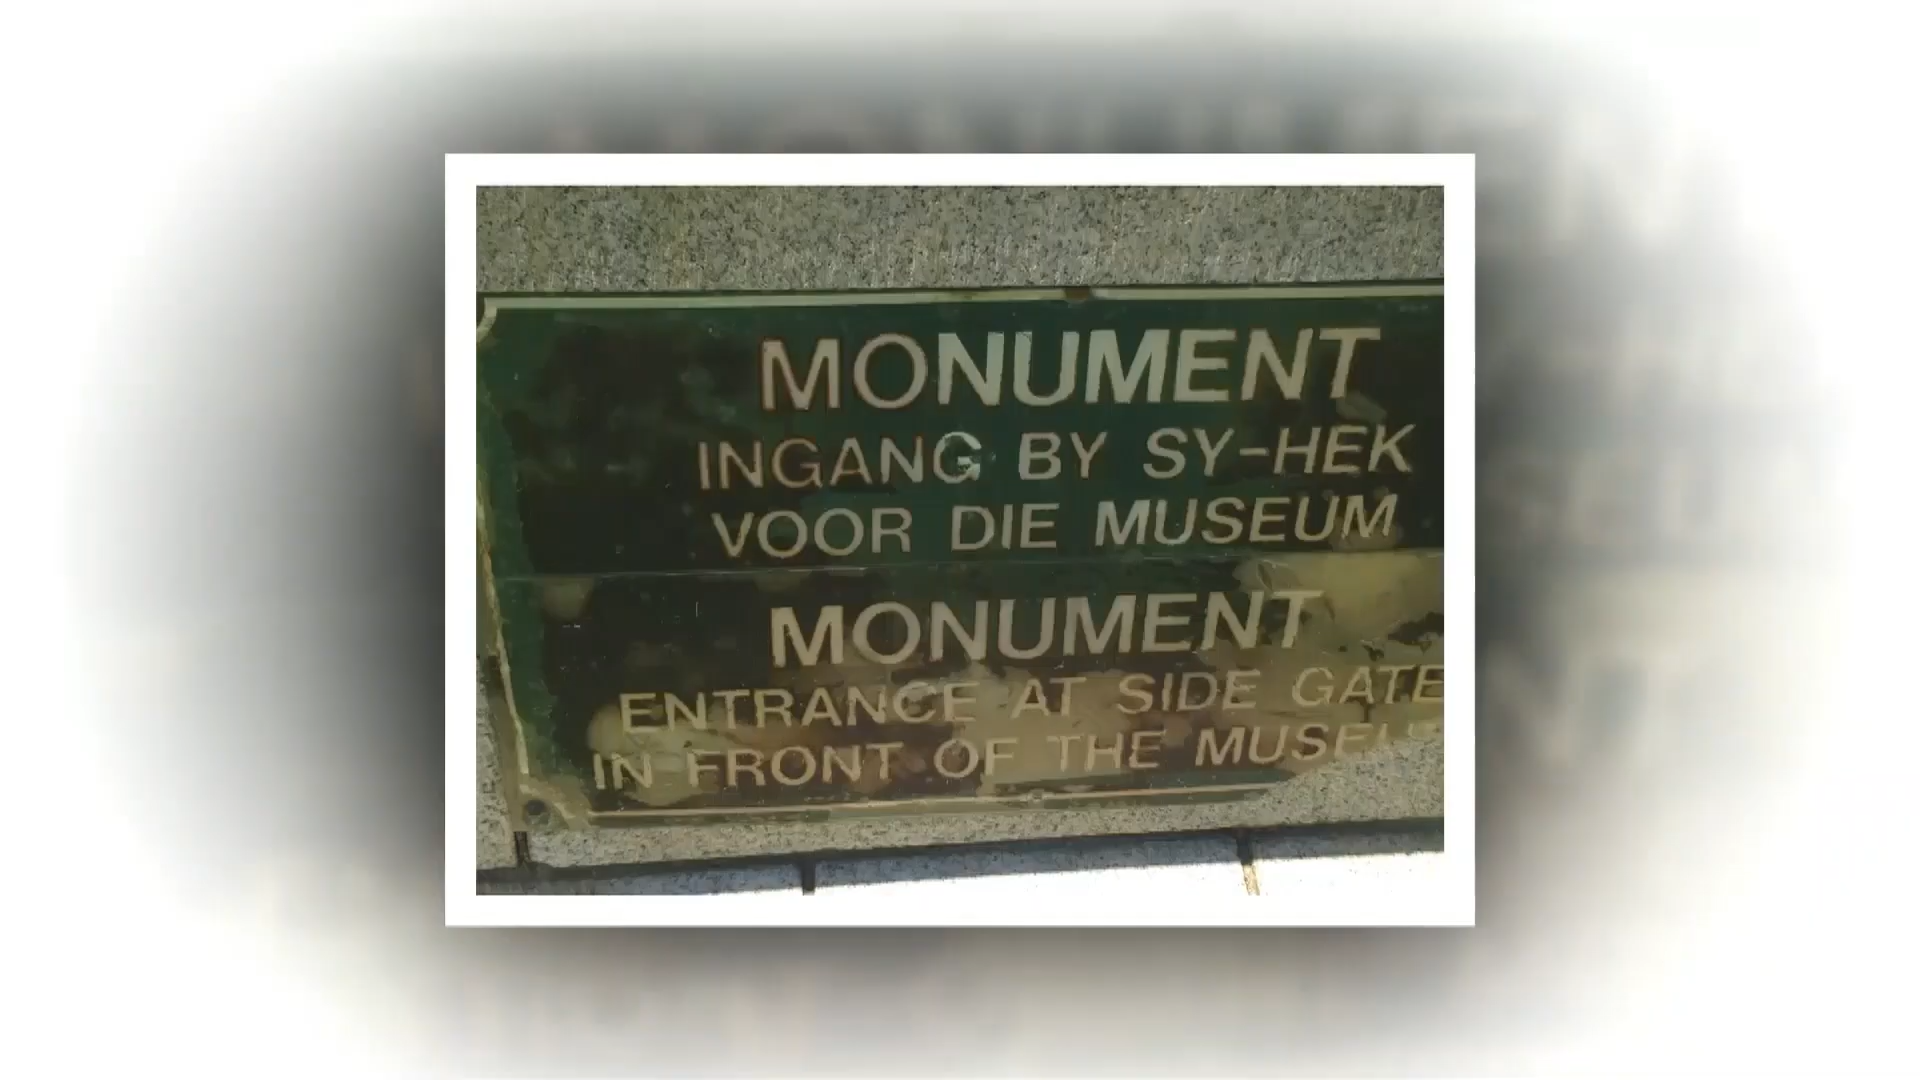 MONUMENT
INGANG BY SY-HEK
VOOR DIE MUSEUM
MONUMENT
ENTRANCE AT SIDE GATE
IN FRONT OF THE